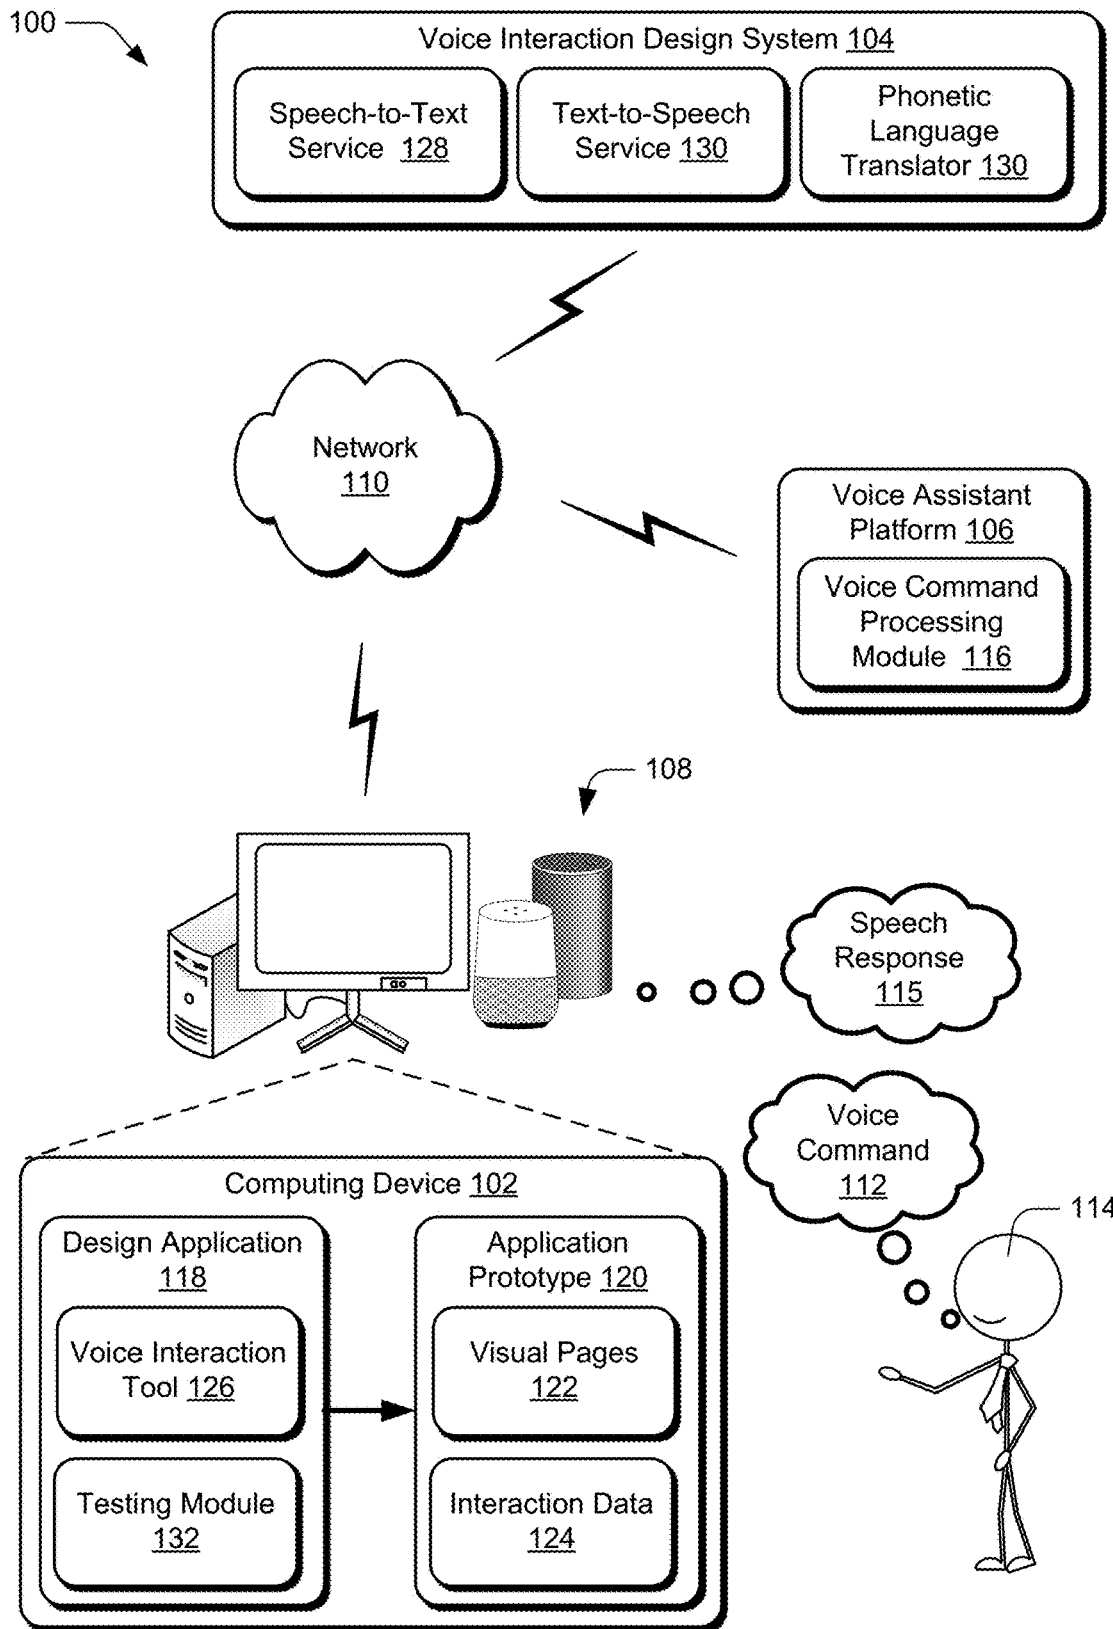 100
Voice Interaction Design System 104
Speech-to-Text
Service 128
Text-to-Speech
Service 130
Phonetic
Language
Translator 130
Network
110
Voice Assistant
Platform 106
Voice Command
Processing
Module 116
108
Speech
Response
115
Voice
Command
112
114
Computing Device 102
Design Application
118
Voice Interaction
Tool 126
Testing Module
132
Application
Prototype 120
Visual Pages
122
Interaction Data
124